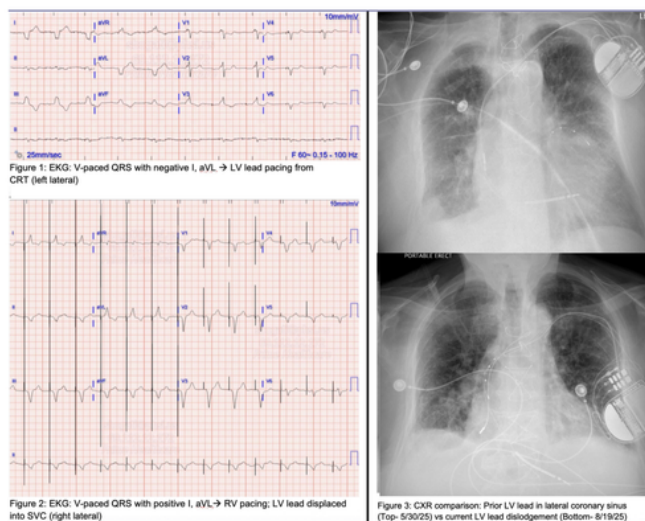 10mm/mV
I
aVR
V1
V4
II
aVL
V2
V5
III
aVF
V3
V6
II
25mm/sec
F 60~ 0.15 - 100 Hz
Figure 1: EKG: V-paced QRS with negative I, aVL → LV lead pacing from
CRT (left lateral)
10mm/mV
I
aVR
V1
V4
II
aVL
V2
V5
III
aVF
V3
V6
II
Figure 2: EKG: V-paced QRS with positive I, aVL→ RV pacing; LV lead displaced
into SVC (right lateral)
PORTABLE ERECT
Figure 3: CXR comparison: Prior LV lead in lateral coronary sinus
(Top- 5/30/25) vs current LV lead dislodgement (Bottom- 8/19/25)